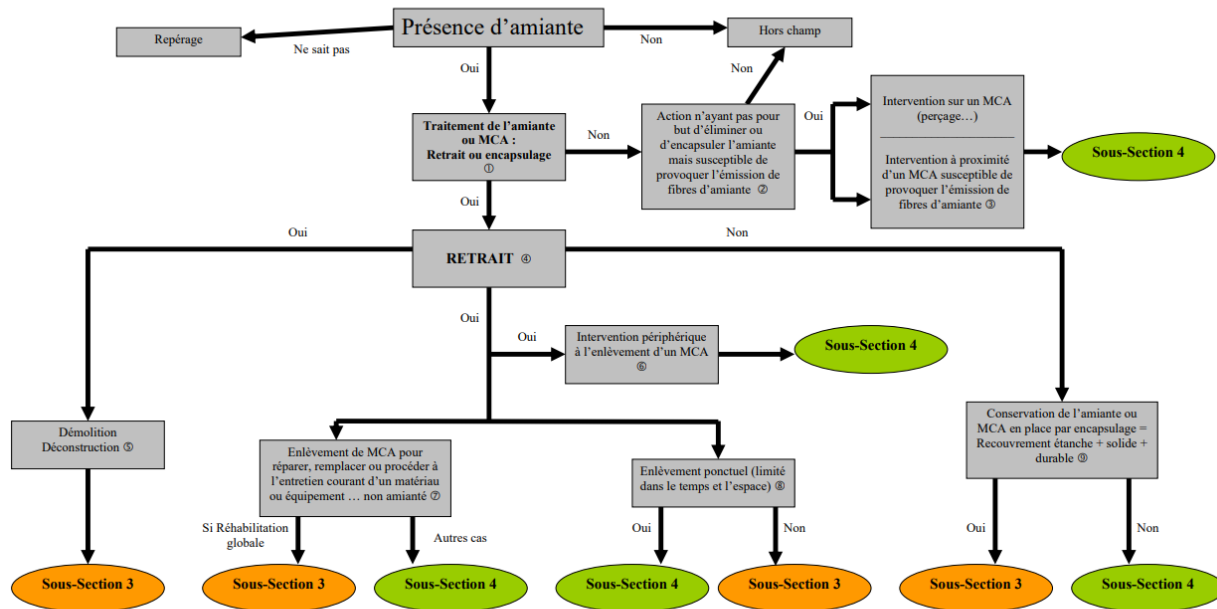 Présence d'amiante
Repérage
Ne sait pas
Non
Hors champ
Oui
Non
Traitement de l'amiante
ou MCA :
Retrait ou encapsulage
①
Non
Action n'ayant pas pour
but d'éliminer ou
d'encapsuler l'amiante
mais susceptible de
provoquer l'émission de
fibres d'amiante ②
Oui
Intervention sur un MCA
(perçage…)
Intervention à proximité
d'un MCA susceptible de
provoquer l'émission de
fibres d'amiante ③
Sous-Section 4
Oui
Oui
RETRAIT ④
Non
Oui
Oui
Intervention périphérique
à l'enlèvement d'un MCA
⑥
Sous-Section 4
Démolition
Déconstruction ⑤
Enlèvement de MCA pour
réparer, remplacer ou procéder à
l'entretien courant d'un matériau
ou équipement … non amianté ⑦
Enlèvement ponctuel (limité
dans le temps et l'espace) ⑧
Conservation de l'amiante ou
MCA en place par encapsulage =
Recouvrement étanche + solide +
durable ⑨
Si Réhabilitation
globale
Autres cas
Oui
Non
Oui
Non
Sous-Section 3
Sous-Section 3
Sous-Section 4
Sous-Section 4
Sous-Section 3
Sous-Section 3
Sous-Section 4